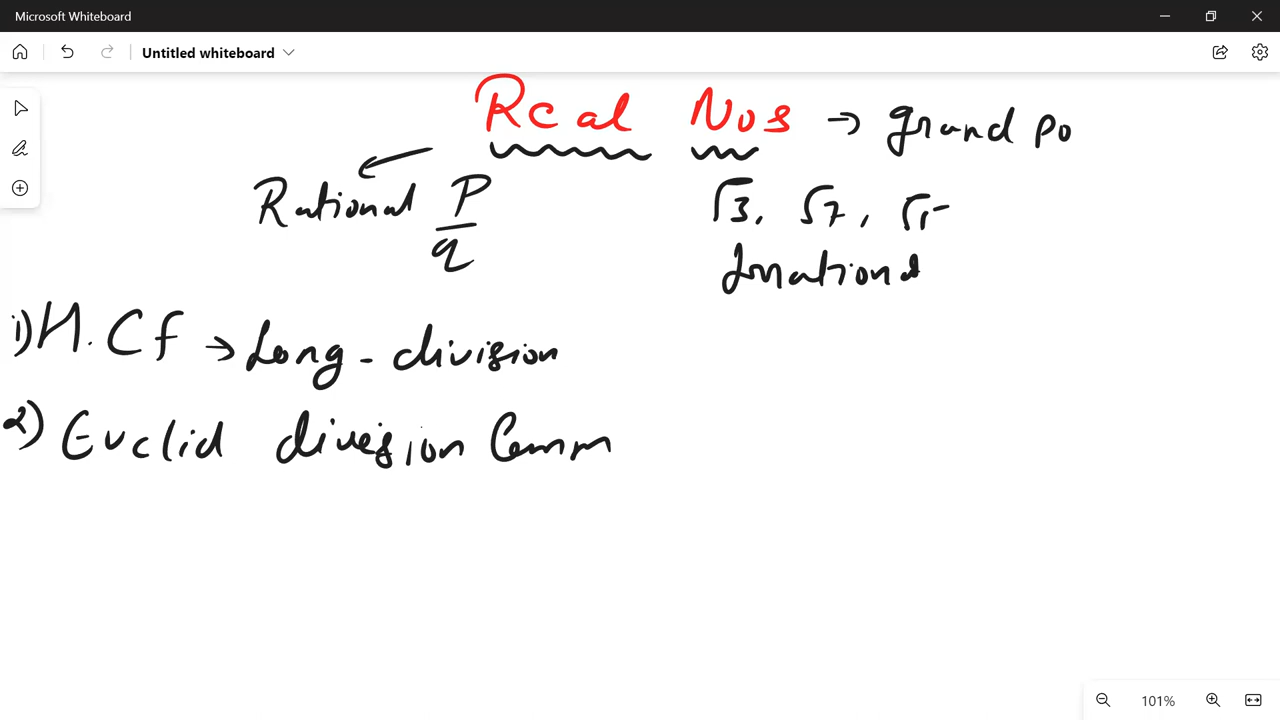 Microsoft Whiteboard
Untitled whiteboard
Real Nos → grand po
Rational P/q √3, √7, √5
Irrational
1) H.Cf → Long - division
2) Euclid division lemm
101%